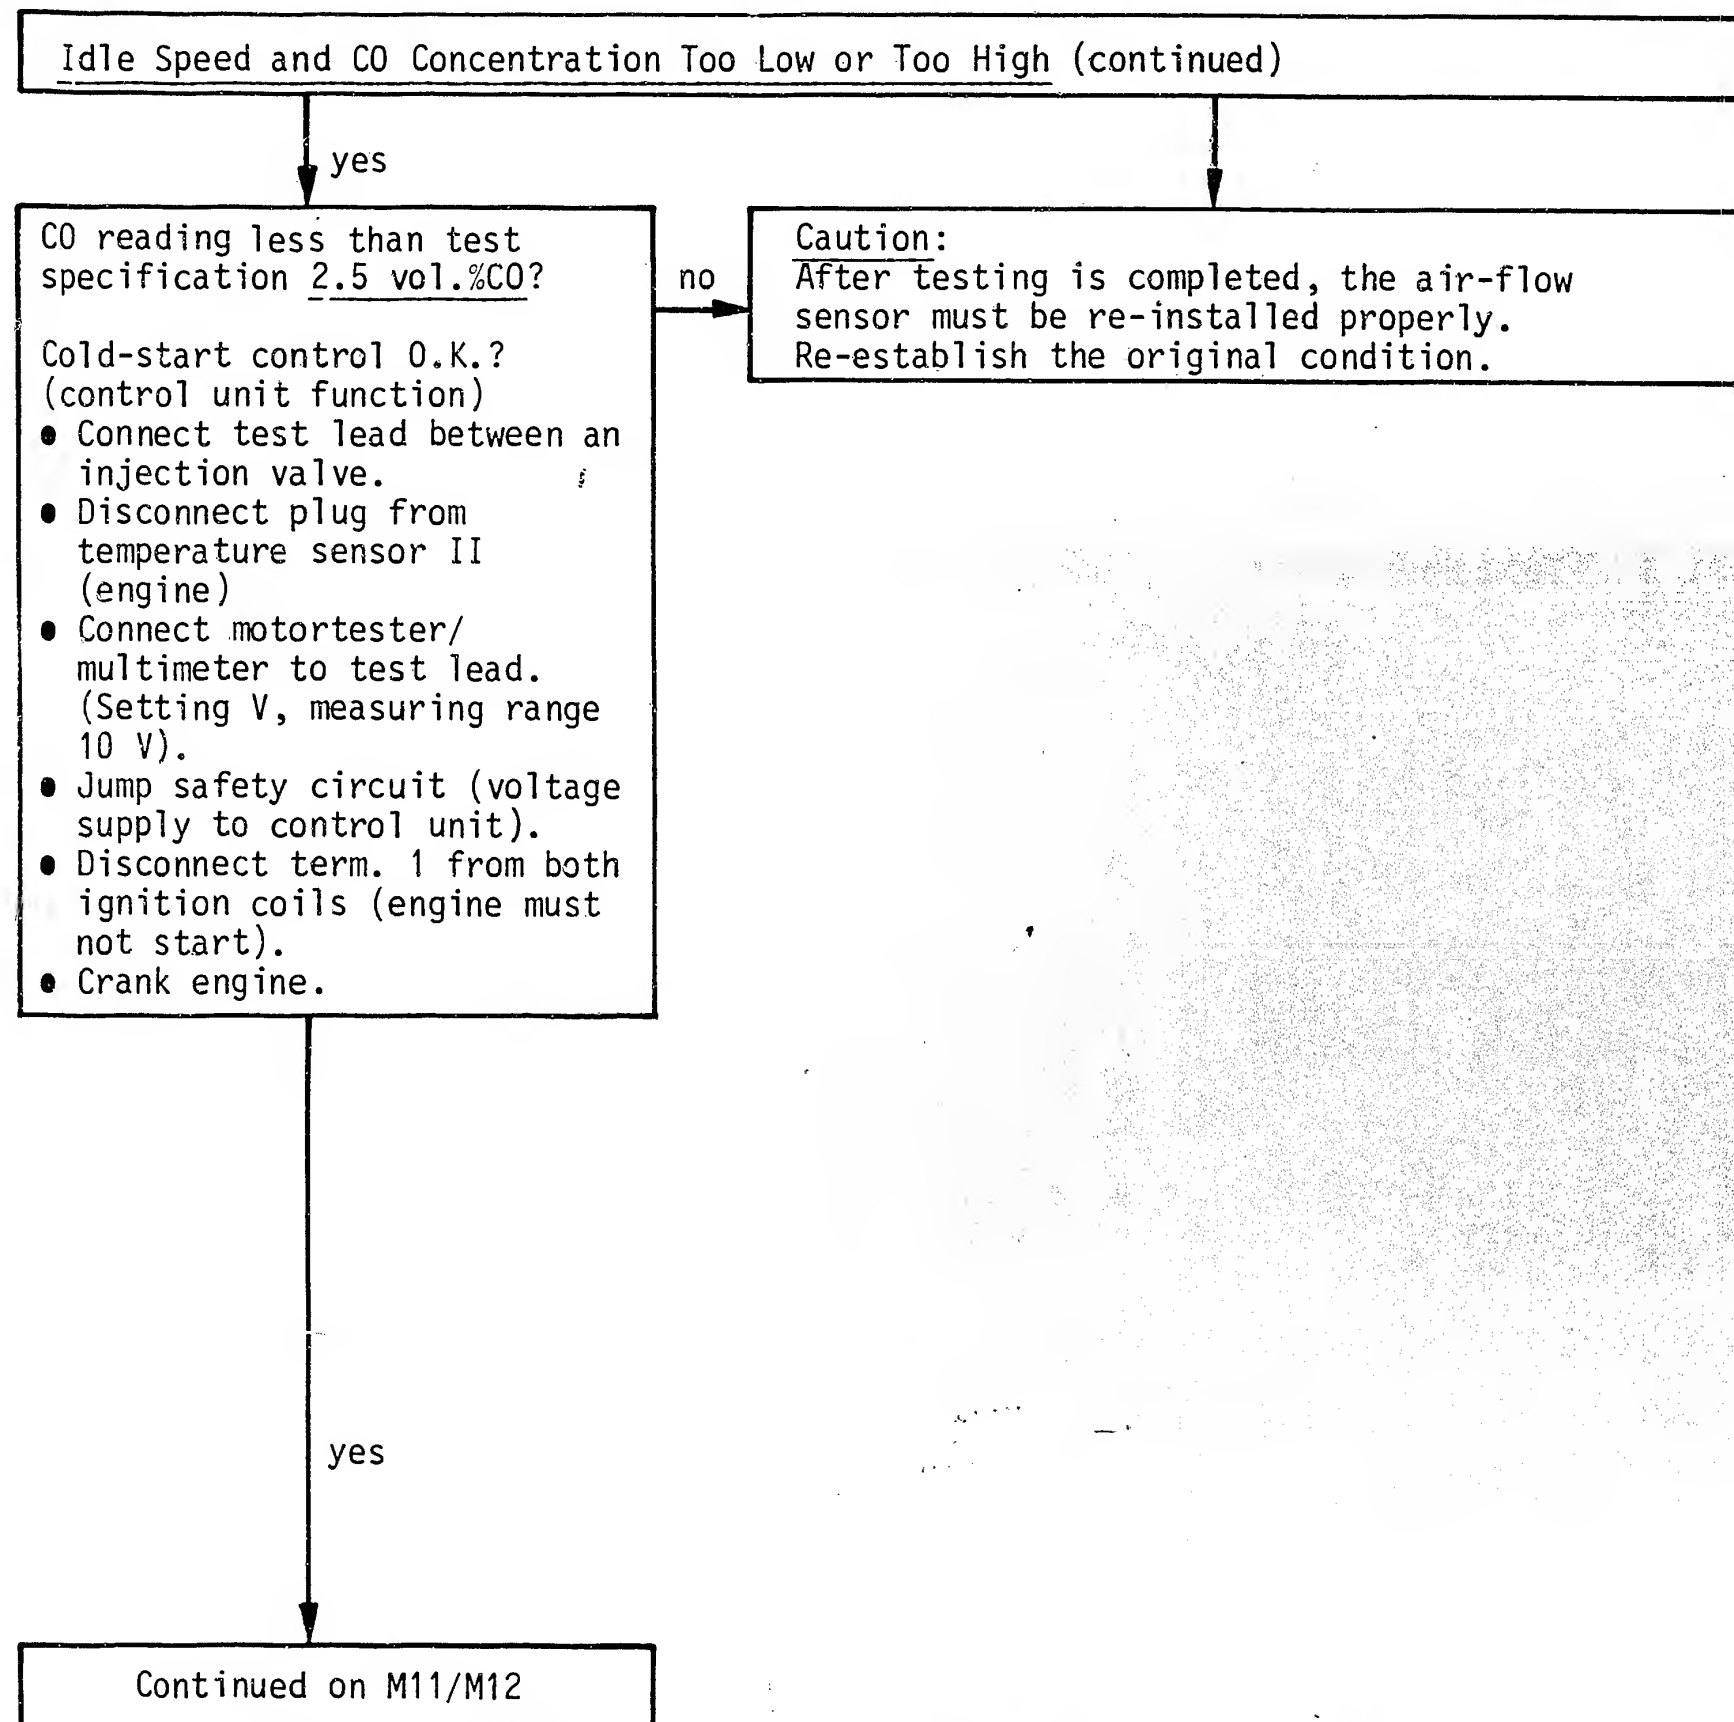 Idle Speed and CO Concentration Too Low or Too High (continued)
yes
CO reading less than test
specification 2.5 vol.%CO?
Cold-start control O.K.?
(control unit function)
● Connect test lead between an
injection valve.
● Disconnect plug from
temperature sensor II
(engine)
● Connect motortester/
multimeter to test lead.
(Setting V, measuring range
10 V).
● Jump safety circuit (voltage
supply to control unit).
● Disconnect term. 1 from both
ignition coils (engine must
not start).
● Crank engine.
no
Caution:
After testing is completed, the air-flow
sensor must be re-installed properly.
Re-establish the original condition.
yes
Continued on M11/M12